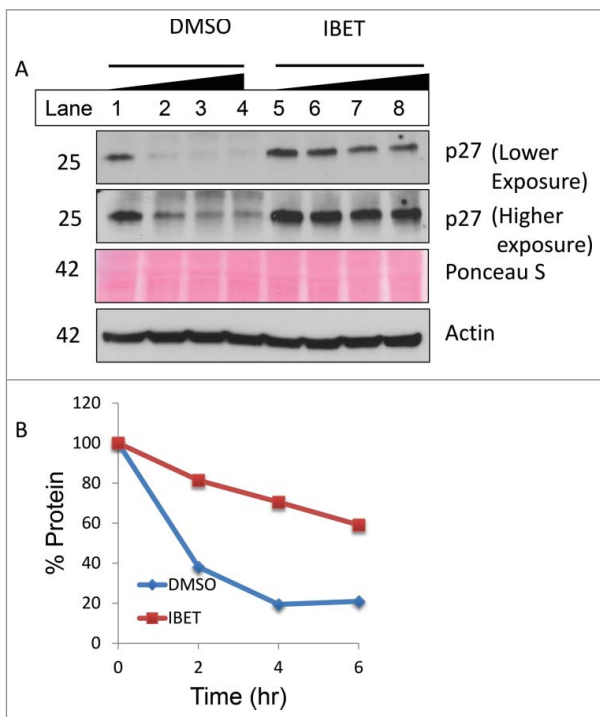 DMSO IBET
A
Lane 1 2 3 4 5 6 7 8
25 p27 (Lower
Exposure)
25 p27 (Higher
exposure)
42 Ponceau S
42 Actin
B
120
100
80
60
40
20
0
% Protein
DMSO
IBET
0 2 4 6
Time (hr)